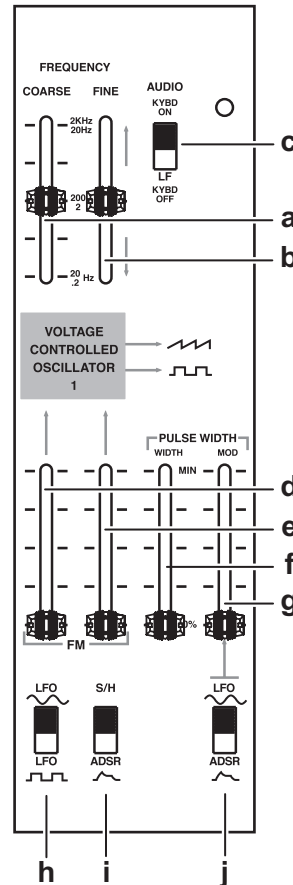 FREQUENCY
COARSE FINE
AUDIO
KYBD
ON
2KHz
20Hz
c
LF
KYBD
OFF
200
2
a
b
20
.2 Hz
VOLTAGE
CONTROLLED
OSCILLATOR
1
PULSE WIDTH
WIDTH MOD
MIN
d
e
f
g
FM
LFO S/H LFO
LFO ADSR ADSR
h i j